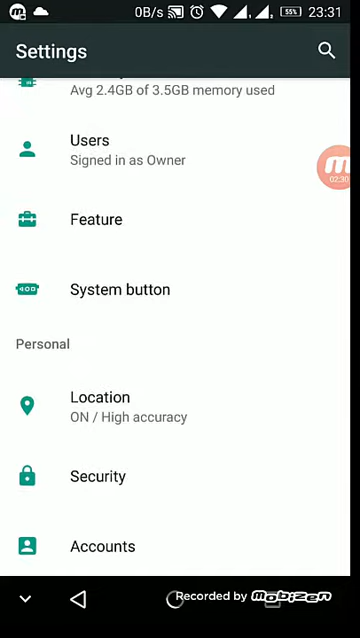 0B/s 55% 23:31
Settings
Avg 2.4GB of 3.5GB memory used
Users
Signed in as Owner
02:30
Feature
System button
Personal
Location
ON / High accuracy
Security
Accounts
Recorded by mobizen